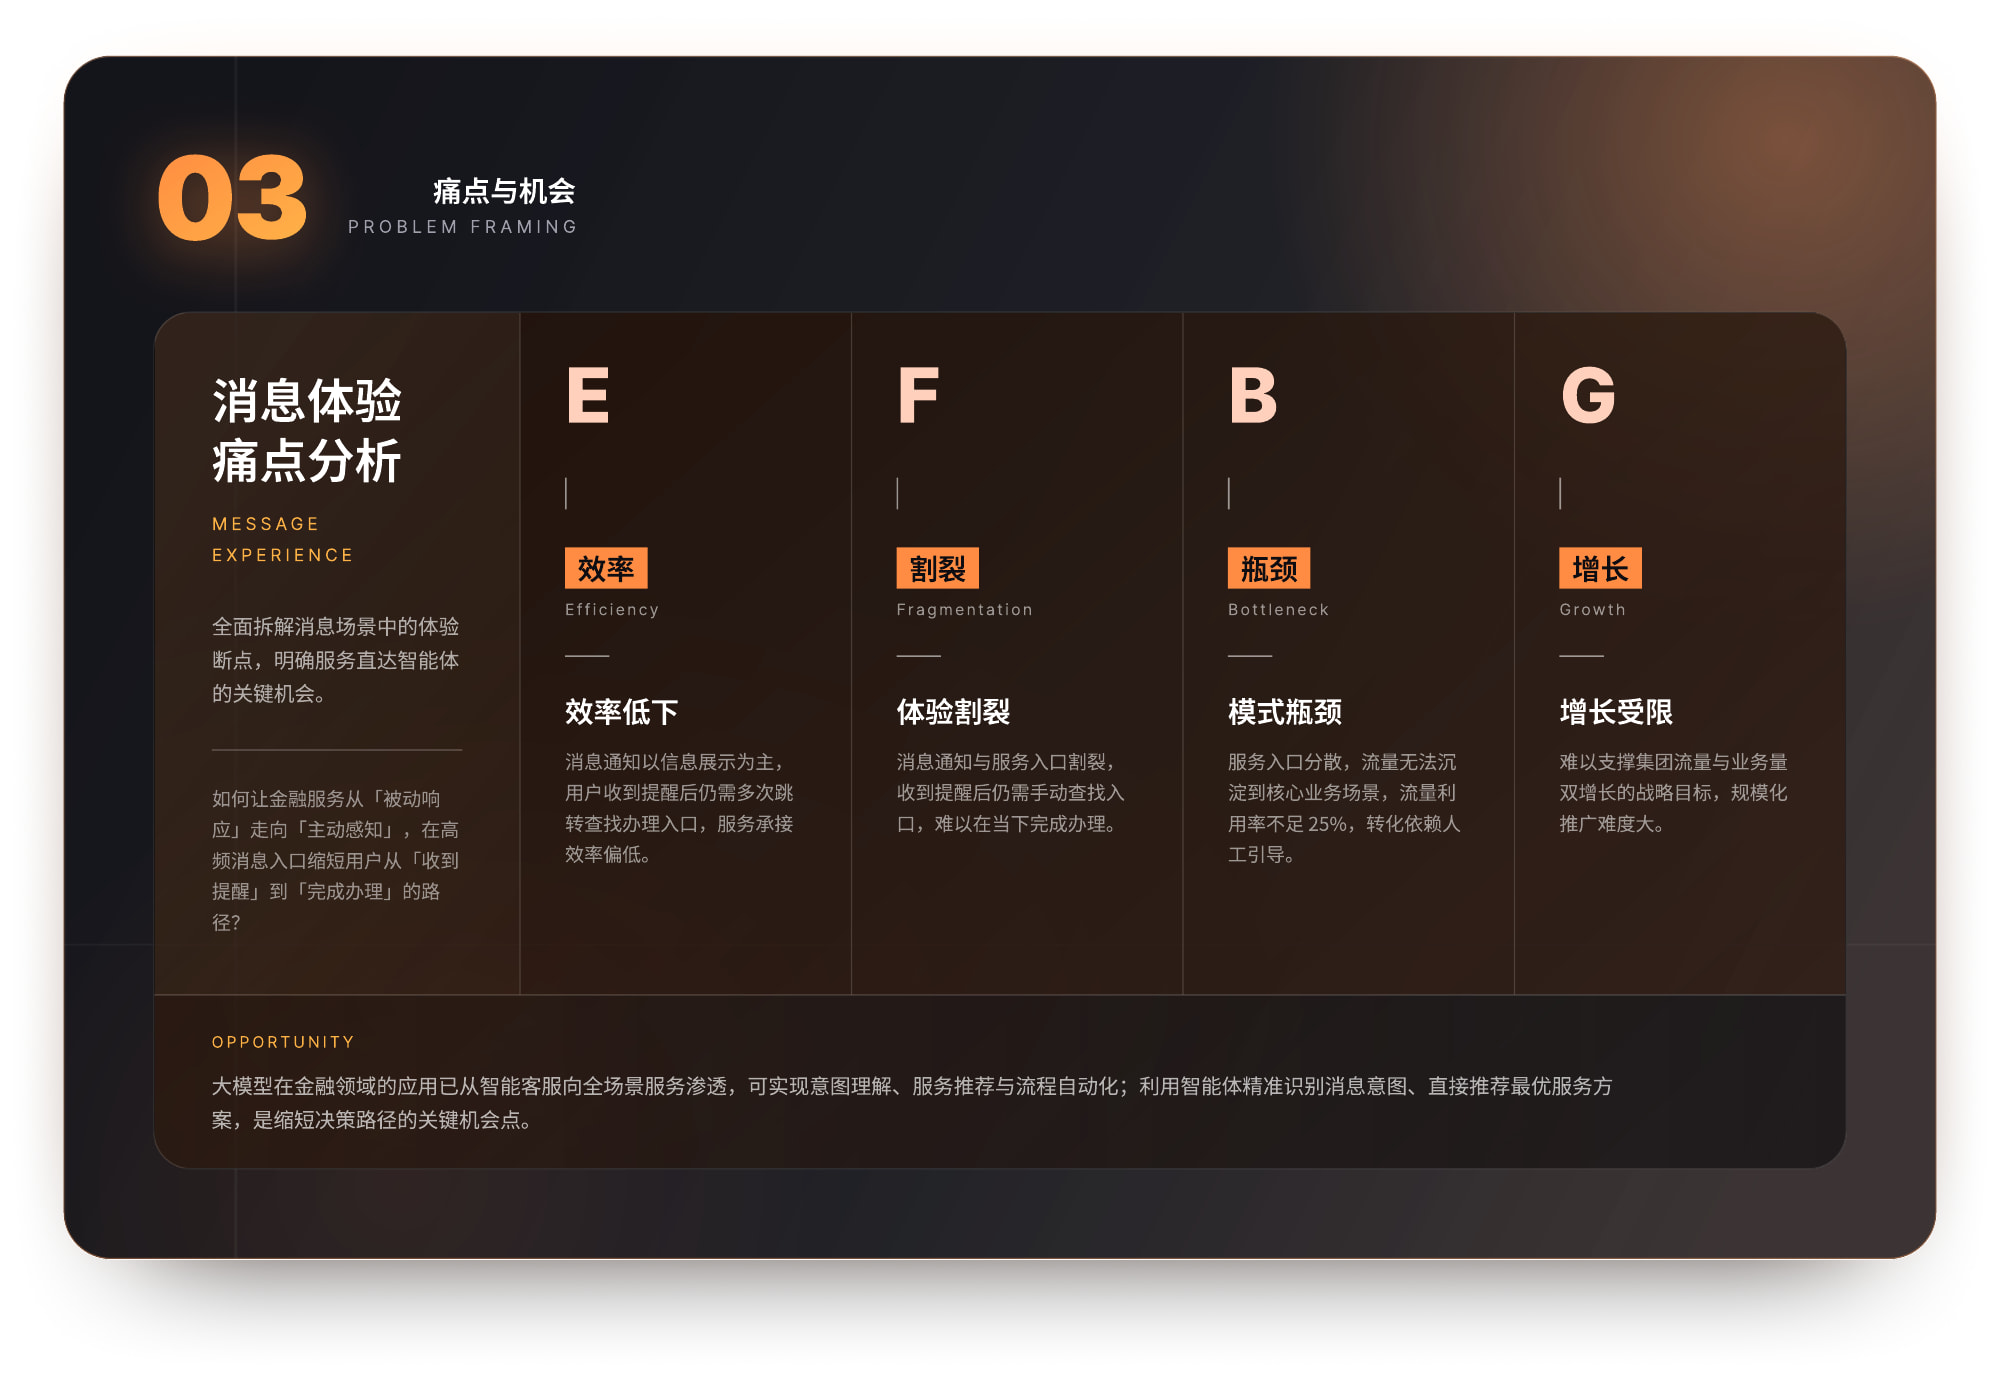 03
痛点与机会
PROBLEM FRAMING
消息体验
痛点分析
MESSAGE
EXPERIENCE
全面拆解消息场景中的体验
断点，明确服务直达智能体
的关键机会。
如何让金融服务从「被动响
应」走向「主动感知」，在高
频消息入口缩短用户从「收到
提醒」到「完成办理」的路
径？
E
效率
Efficiency
效率低下
消息通知以信息展示为主，
用户收到提醒后仍需多次跳
转查找办理入口，服务承接
效率偏低。
F
割裂
Fragmentation
体验割裂
消息通知与服务入口割裂，
收到提醒后仍需手动查找入
口，难以在当下完成办理。
B
瓶颈
Bottleneck
模式瓶颈
服务入口分散，流量无法沉
淀到核心业务场景，流量利
用率不足 25%，转化依赖人
工引导。
G
增长
Growth
增长受限
难以支撑集团流量与业务量
双增长的战略目标，规模化
推广难度大。
OPPORTUNITY
大模型在金融领域的应用已从智能客服向全场景服务渗透，可实现意图理解、服务推荐与流程自动化；利用智能体精准识别消息意图、直接推荐最优服务方
案，是缩短决策路径的关键机会点。